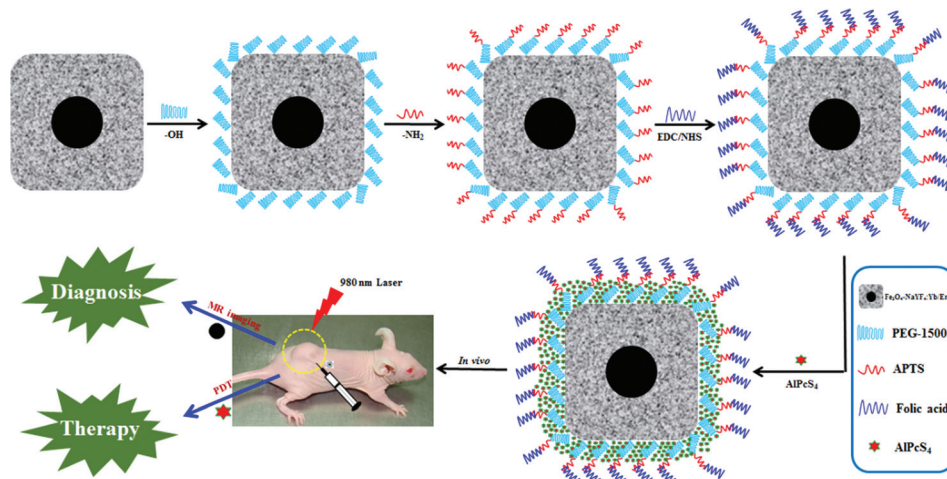 -OH
-NH₂
EDC/NHS
Diagnosis
MR imaging
980 nm Laser
PDT
Therapy
In vivo
AlPcS₄
Fe₃O₄-NaYF₄:Yb/Er
PEG-1500
APTS
Folic acid
AlPcS₄